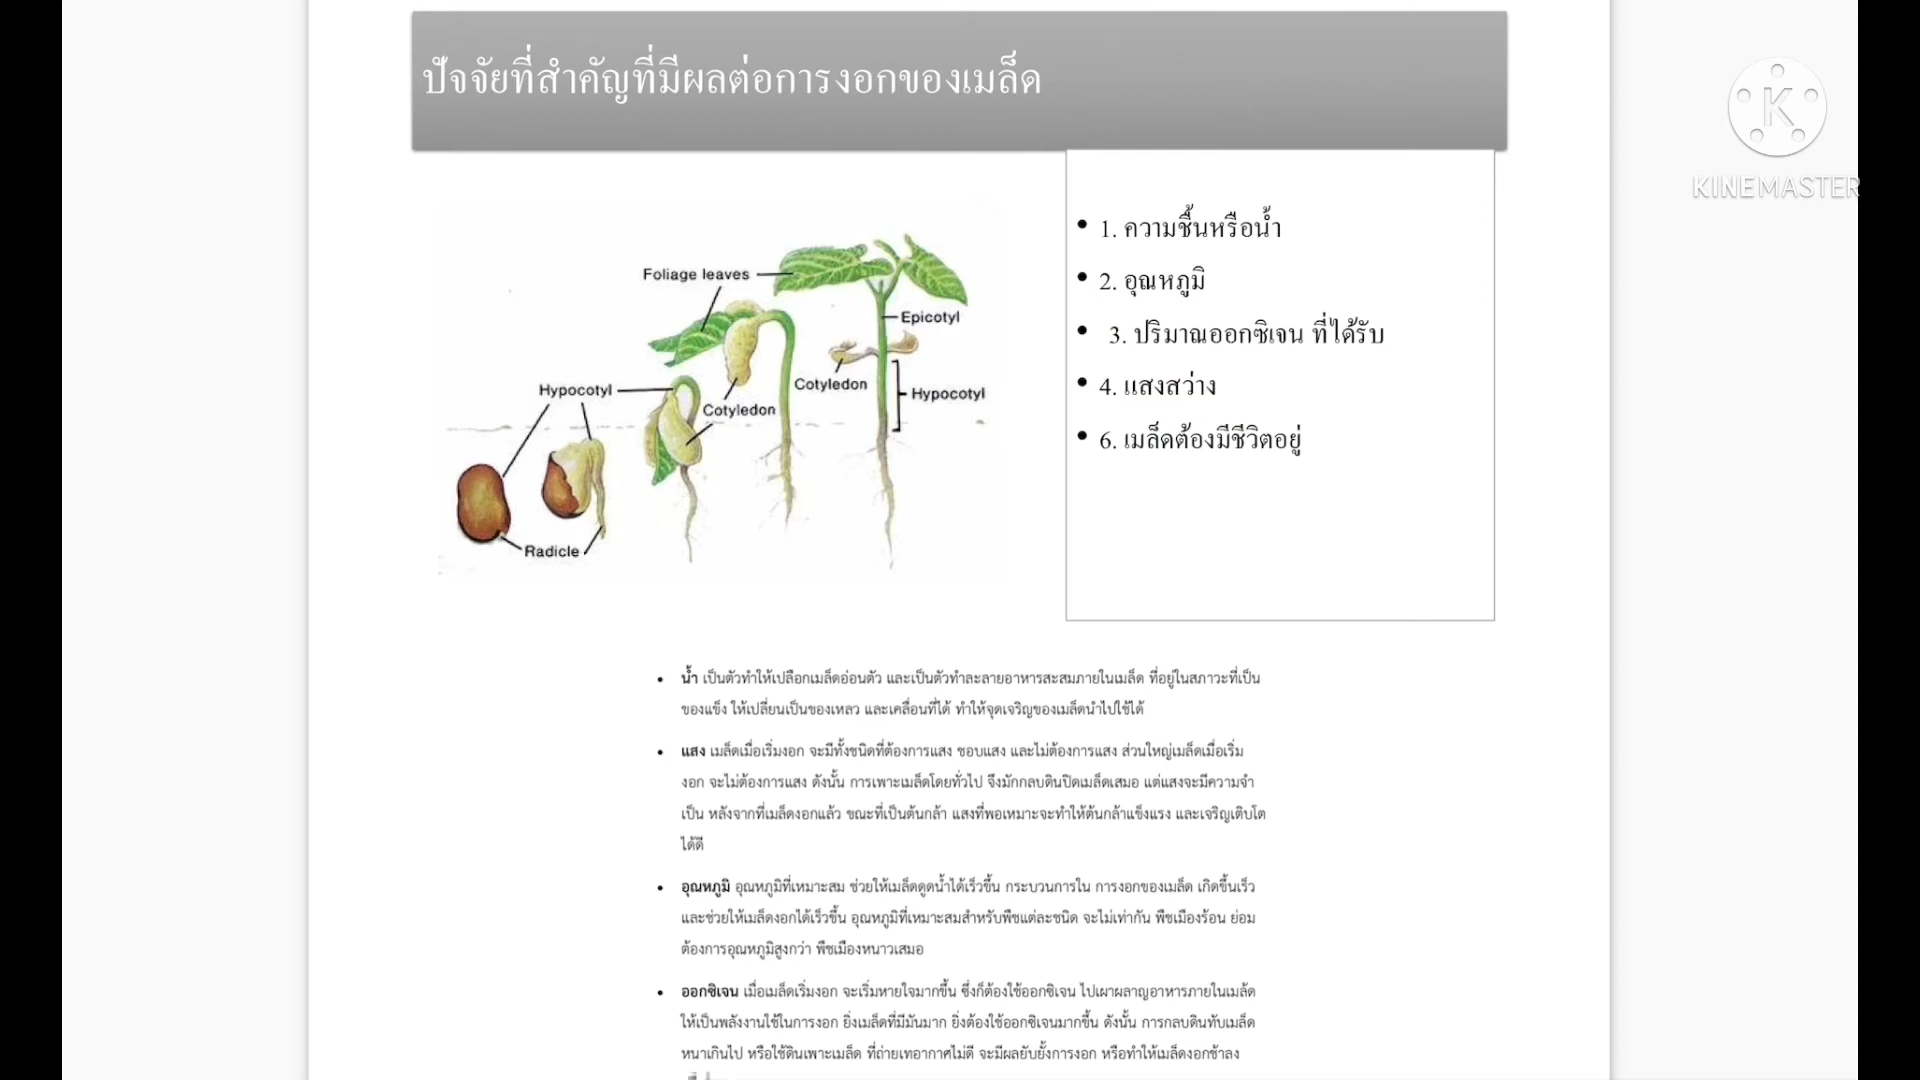 ปัจจัยที่สำคัญที่มีผลต่อการงอกของเมล็ด
KINEMASTER
Foliage leaves
Epicotyl
Cotyledon
Hypocotyl
Hypocotyl
Cotyledon
Radicle
• 1. ความชื้นหรือน้ำ
• 2. อุณหภูมิ
• 3. ปริมาณออกซิเจน ที่ได้รับ
• 4. แสงสว่าง
• 6. เมล็ดต้องมีชีวิตอยู่
• น้ำ เป็นตัวทำให้เปลือกเมล็ดอ่อนตัว และเป็นตัวทำละลายอาหารสะสมภายในเมล็ด ที่อยู่ในสภาวะที่เป็น
ของแข็ง ให้เปลี่ยนเป็นของเหลว และเคลื่อนที่ได้ ทำให้จุดเจริญของเมล็ดนำไปใช้ได้
• แสง เมล็ดเมื่อเริ่มงอก จะมีทั้งชนิดที่ต้องการแสง ชอบแสง และไม่ต้องการแสง ส่วนใหญ่เมล็ดเมื่อเริ่ม
งอก จะไม่ต้องการแสง ดังนั้น การเพาะเมล็ดโดยทั่วไป จึงมักกลบดินปิดเมล็ดเสมอ แต่แสงจะมีความจำ
เป็น หลังจากที่เมล็ดงอกแล้ว ขณะที่เป็นต้นกล้า แสงที่พอเหมาะจะทำให้ต้นกล้าแข็งแรง และเจริญเติบโต
ได้ดี
• อุณหภูมิ อุณหภูมิที่เหมาะสม ช่วยให้เมล็ดดูดน้ำได้เร็วขึ้น กระบวนการใน การงอกของเมล็ด เกิดขึ้นเร็ว
และช่วยให้เมล็ดงอกได้เร็วขึ้น อุณหภูมิที่เหมาะสมสำหรับพืชแต่ละชนิด จะไม่เท่ากัน พืชเมืองร้อน ย่อม
ต้องการอุณหภูมิสูงกว่า พืชเมืองหนาวเสมอ
• ออกซิเจน เมื่อเมล็ดเริ่มงอก จะเริ่มหายใจมากขึ้น ซึ่งก็ต้องใช้ออกซิเจน ไปเผาผลาญอาหารภายในเมล้ด
ให้เป็นพลังงานใช้ในการงอก ยิ่งเมล็ดที่มีมันมาก ยิ่งต้องใช้ออกซิเจนมากขึ้น ดังนั้น การกลบดินทับเมล็ด
หนาเกินไป หรือใช้ดินเพาะเมล็ด ที่ถ่ายเทอากาศไม่ดี จะมีผลยับยั้งการงอก หรือทำให้เมล็ดงอกช้าลง